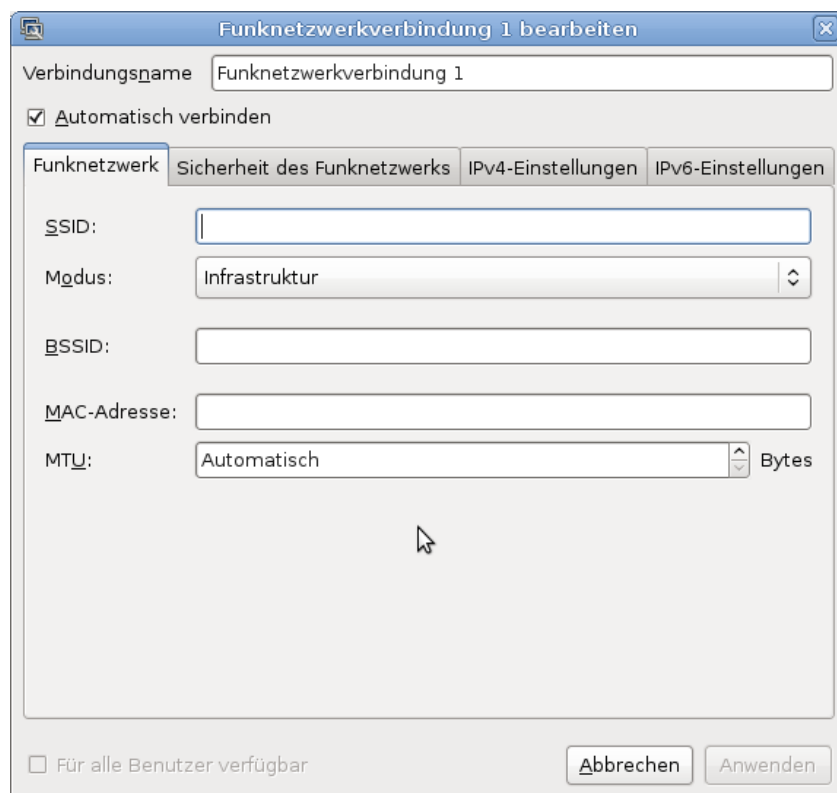 Funknetzwerkverbindung 1 bearbeiten
Verbindungsname Funknetzwerkverbindung 1
Automatisch verbinden
Funknetzwerk Sicherheit des Funknetzwerks IPv4-Einstellungen IPv6-Einstellungen
SSID:
Modus: Infrastruktur
BSSID:
MAC-Adresse:
MTU: Automatisch Bytes
Für alle Benutzer verfügbar Abbrechen Anwenden